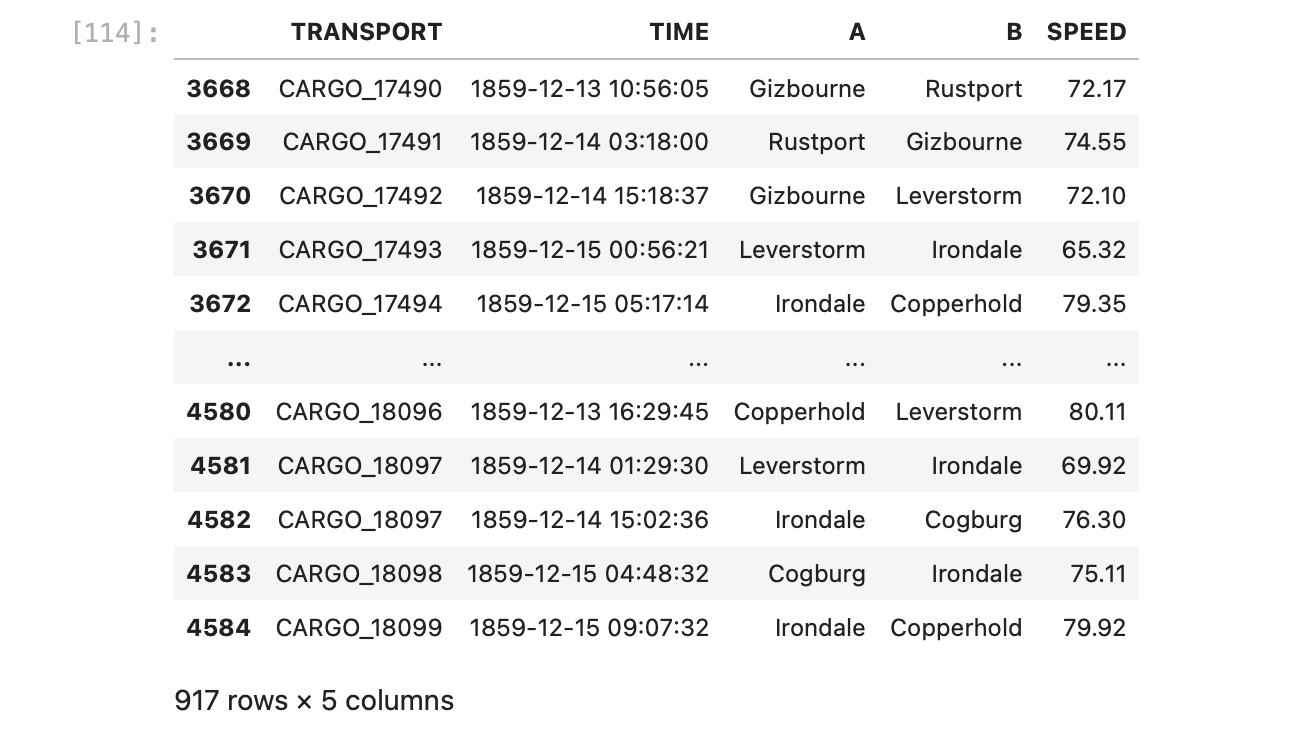 [114]:
TRANSPORT TIME A B SPEED
3668 CARGO_17490 1859-12-13 10:56:05 Gizbourne Rustport 72.17
3669 CARGO_17491 1859-12-14 03:18:00 Rustport Gizbourne 74.55
3670 CARGO_17492 1859-12-14 15:18:37 Gizbourne Leverstorm 72.10
3671 CARGO_17493 1859-12-15 00:56:21 Leverstorm Irondale 65.32
3672 CARGO_17494 1859-12-15 05:17:14 Irondale Copperhold 79.35
... ... ... ... ... ...
4580 CARGO_18096 1859-12-13 16:29:45 Copperhold Leverstorm 80.11
4581 CARGO_18097 1859-12-14 01:29:30 Leverstorm Irondale 69.92
4582 CARGO_18097 1859-12-14 15:02:36 Irondale Cogburg 76.30
4583 CARGO_18098 1859-12-15 04:48:32 Cogburg Irondale 75.11
4584 CARGO_18099 1859-12-15 09:07:32 Irondale Copperhold 79.92
917 rows × 5 columns